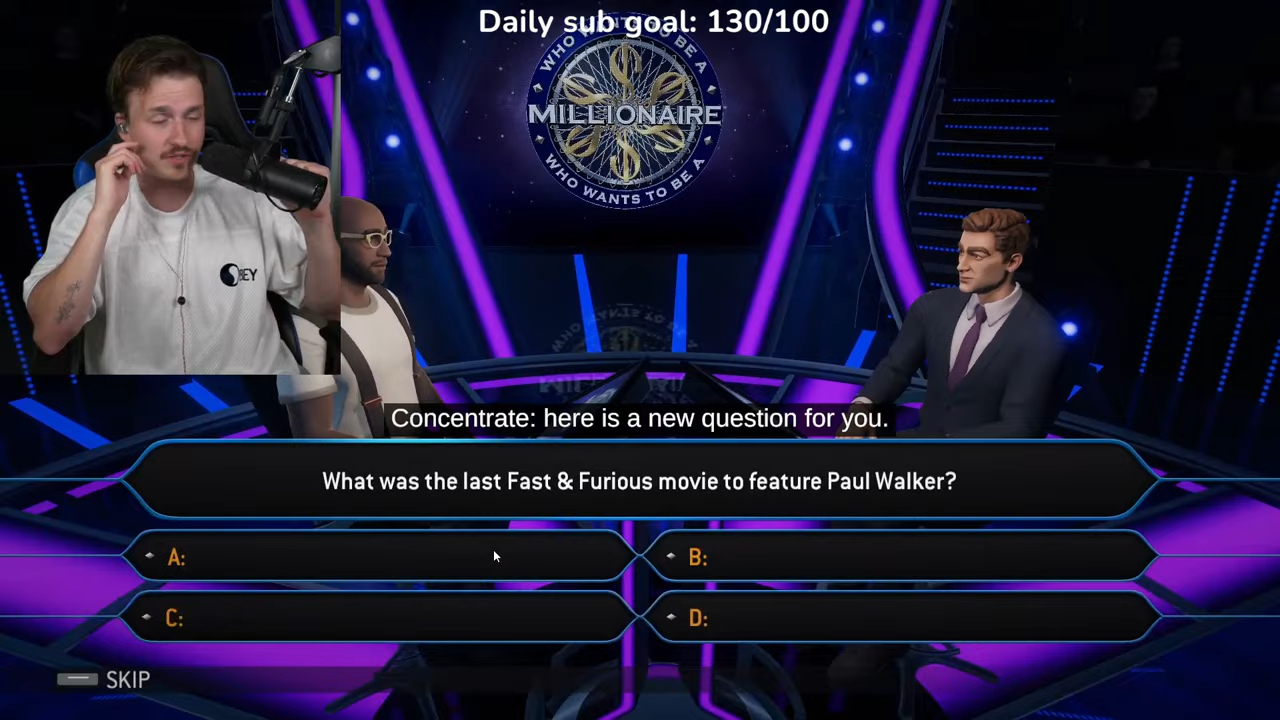 Daily sub goal: 130/100
WHO WANTS TO BE A
MILLIONAIRE
WHO WANTS TO BE A
BEY
Concentrate: here is a new question for you.
What was the last Fast & Furious movie to feature Paul Walker?
A:
B:
C:
D:
SKIP